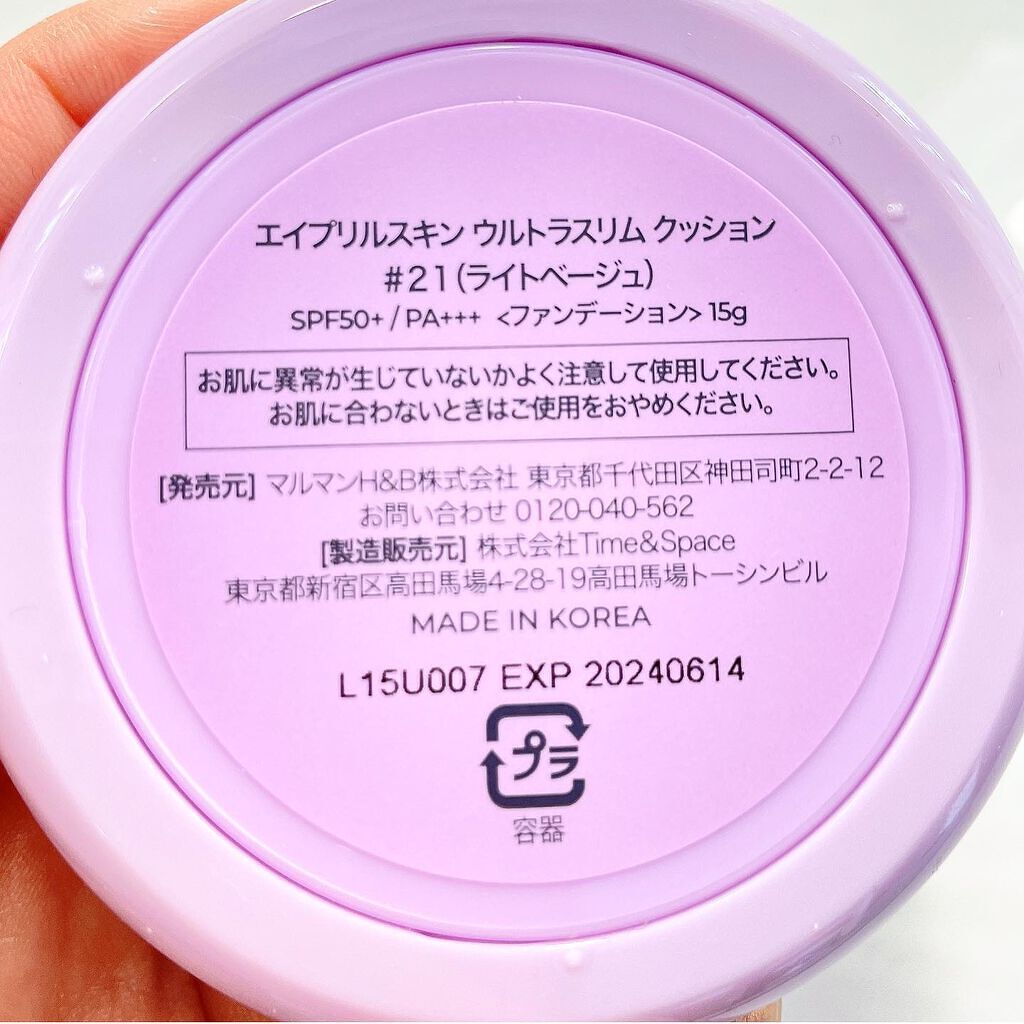 エイプリルスキン ウルトラスリム クッション
#21(ライトベージュ)
SPF50+ / PA+++ <ファンデーション> 15g
お肌に異常が生じていないかよく注意して使用してください。
お肌に合わないときはご使用をおやめください。
[発売元] マルマンH&B株式会社 東京都千代田区神田司町2-2-12
お問い合わせ 0120-040-562
[製造販売元] 株式会社Time&Space
東京都新宿区高田馬場4-28-19高田馬場トーシンビル
MADE IN KOREA
L15U007 EXP 20240614
プラ
容器